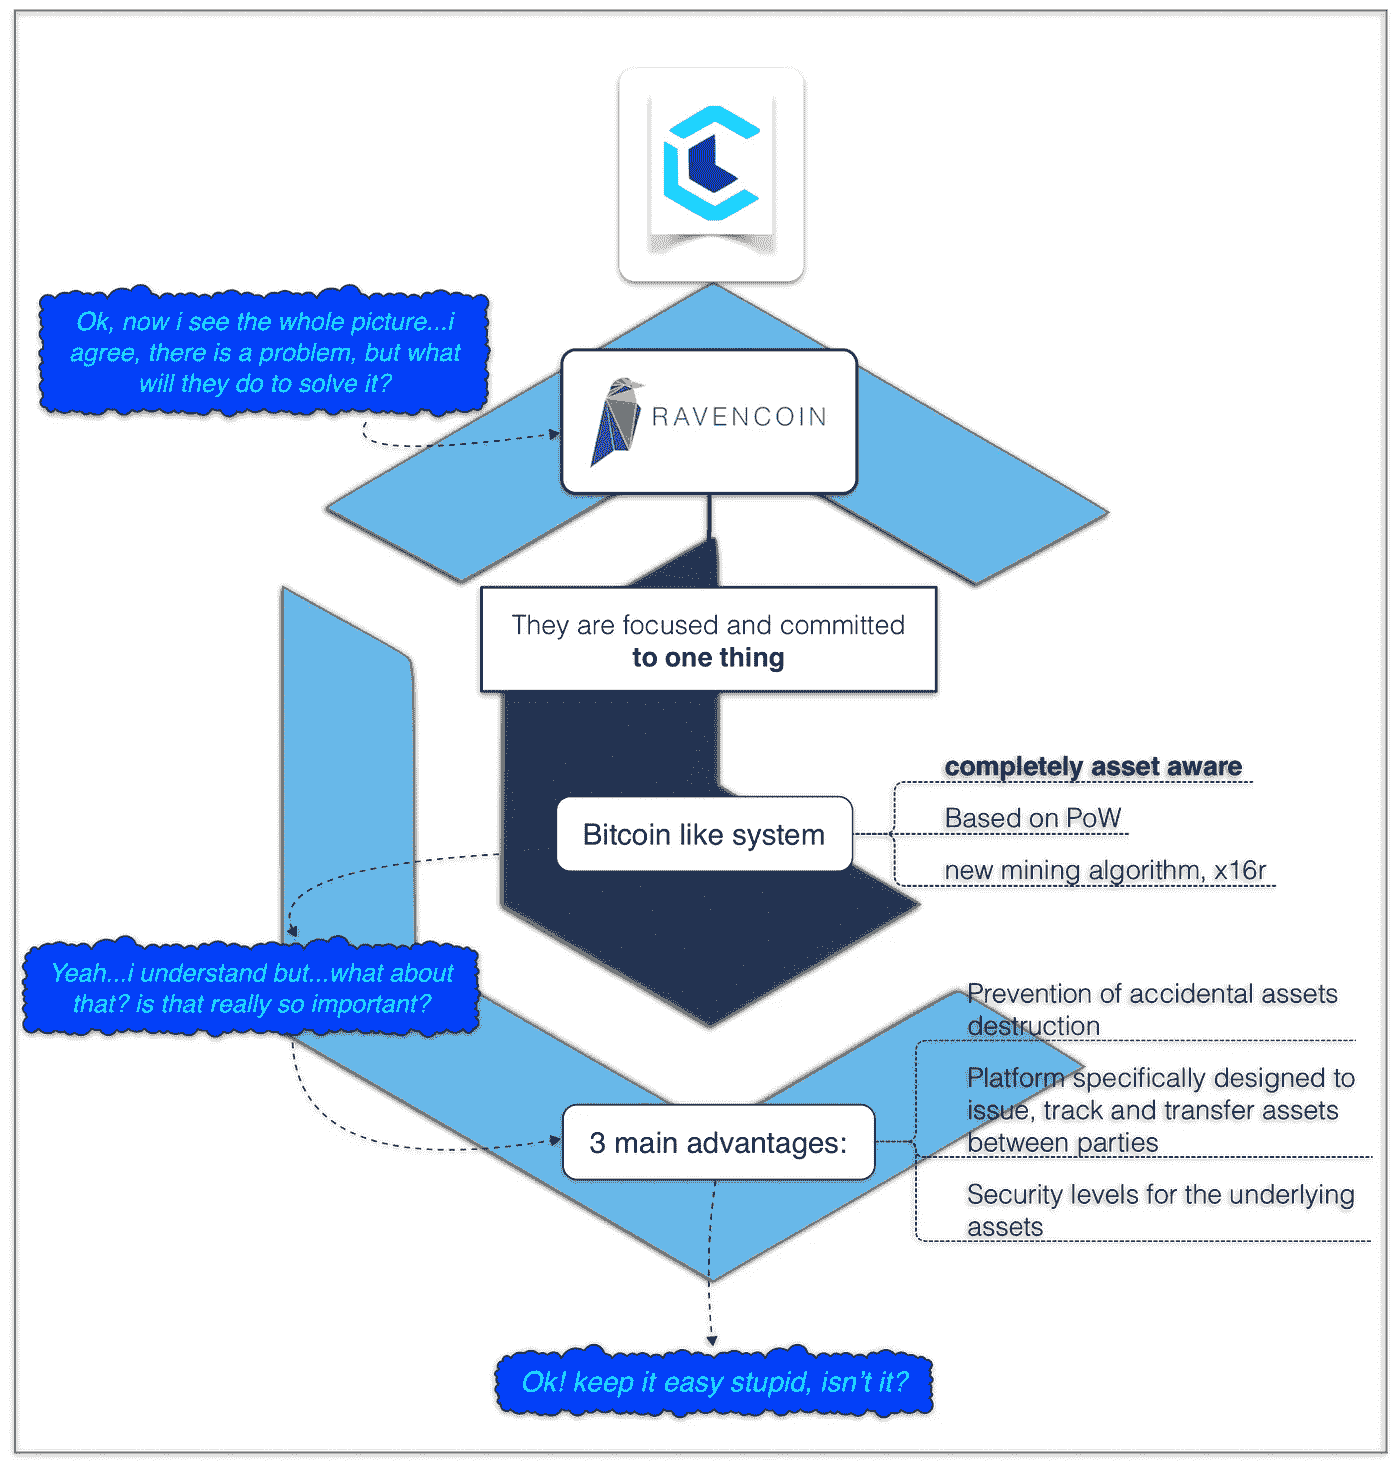 Ok, now i see the whole picture...i
agree, there is a problem, but what
will they do to solve it?
RAVENCOIN
They are focused and committed
to one thing
completely asset aware
Bitcoin like system
Based on PoW
new mining algorithm, x16r
Yeah...i understand but...what about
that? is that really so important?
Prevention of accidental assets
destruction
Platform specifically designed to
issue, track and transfer assets
between parties
3 main advantages:
Security levels for the underlying
assets
Ok! keep it easy stupid, isn't it?